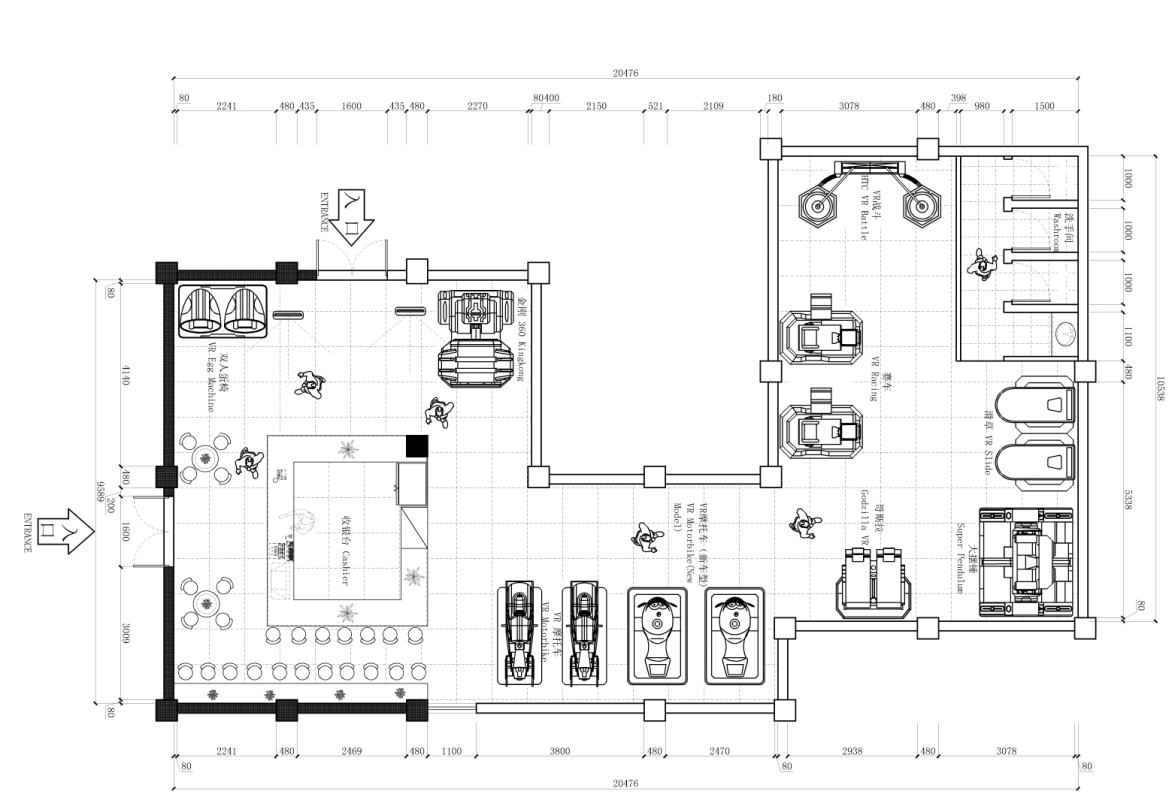 20476
80
2241
480
435
1600
435
480
2270
80400
2150
521
2109
180
3078
480
398
980
1500
入口
ENTRANCE
VR战斗
HTC VR Battle
洗手间
Washroom
1000
1000
1000
1100
480
5338
80
10538
80
4140
480
200
1600
3009
80
9589
双人蛋椅
VR Egg Machine
金刚 360 Kingkong
赛车
VR Racing
滑草 VR Slide
入口
ENTRANCE
收银台 Cashier
VR摩托车（新车型）
VR Motorbike(New
Model)
哥斯拉
Godzilla VR
大摆锤
Super Pendulum
VR 摩托车
VR Motorbike
2241
480
2469
480
1100
3800
480
2470
2938
480
3078
80
80
80
20476